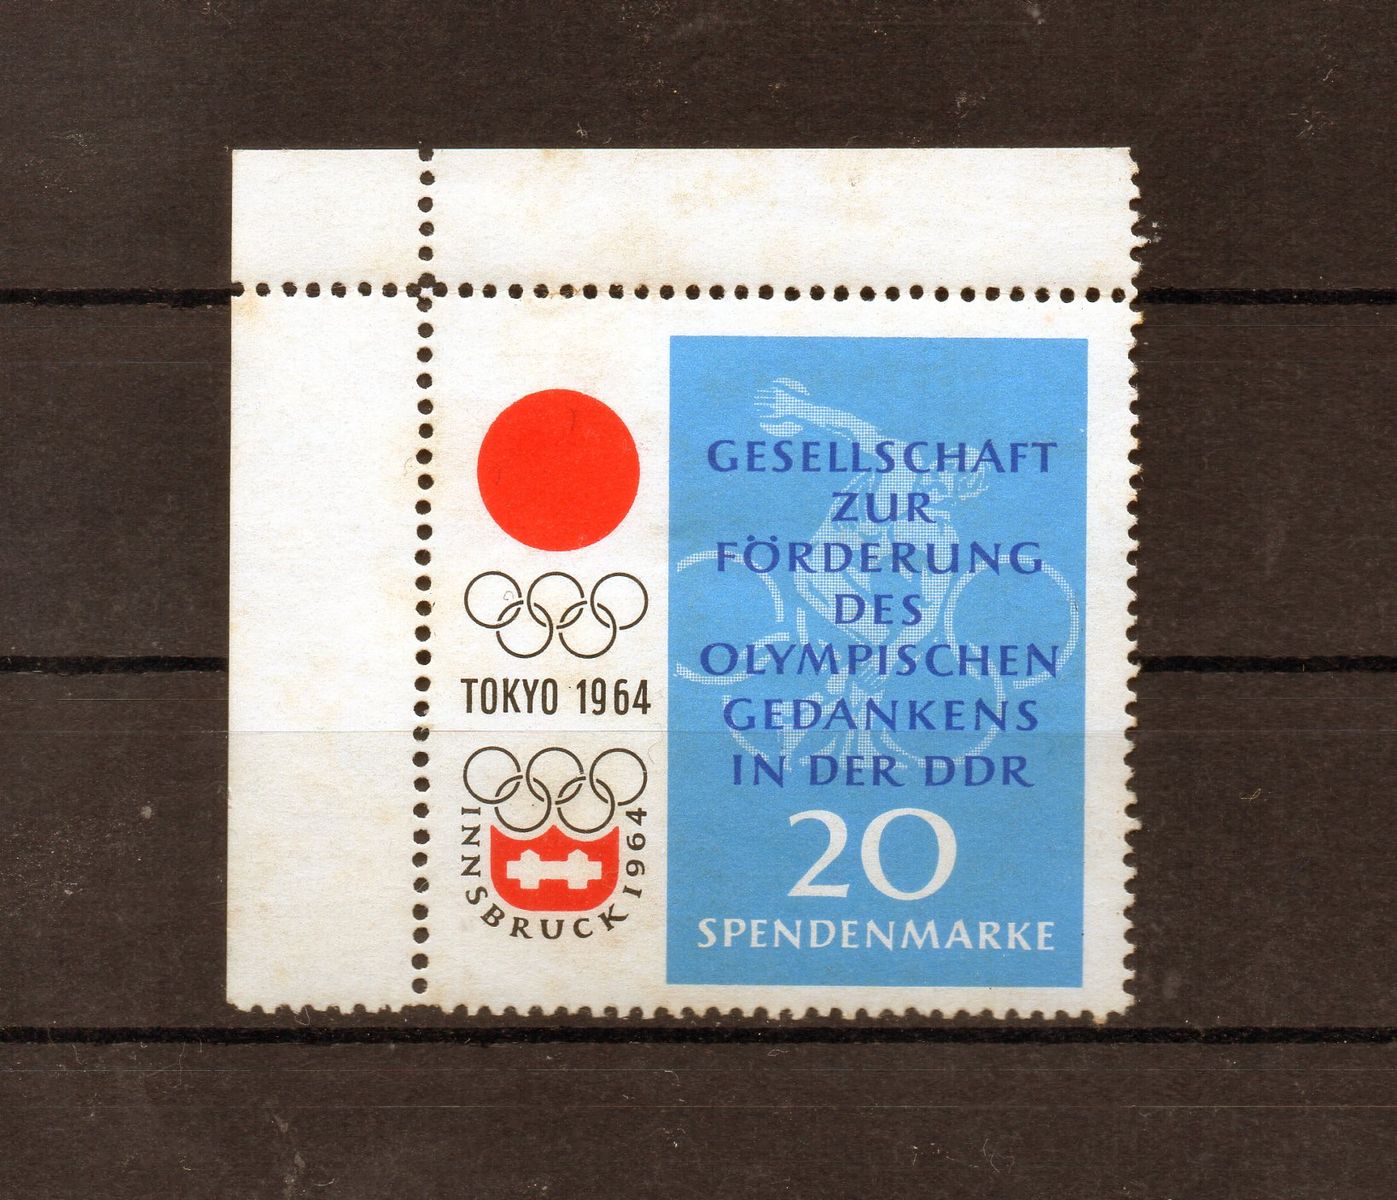 TOKYO 1964
INNSBRUCK 1964
GESELLSCHAFT
ZUR
FÖRDERUNG
DES
OLYMPISCHEN
GEDANKENS
IN DER DDR
20
SPENDENMARKE